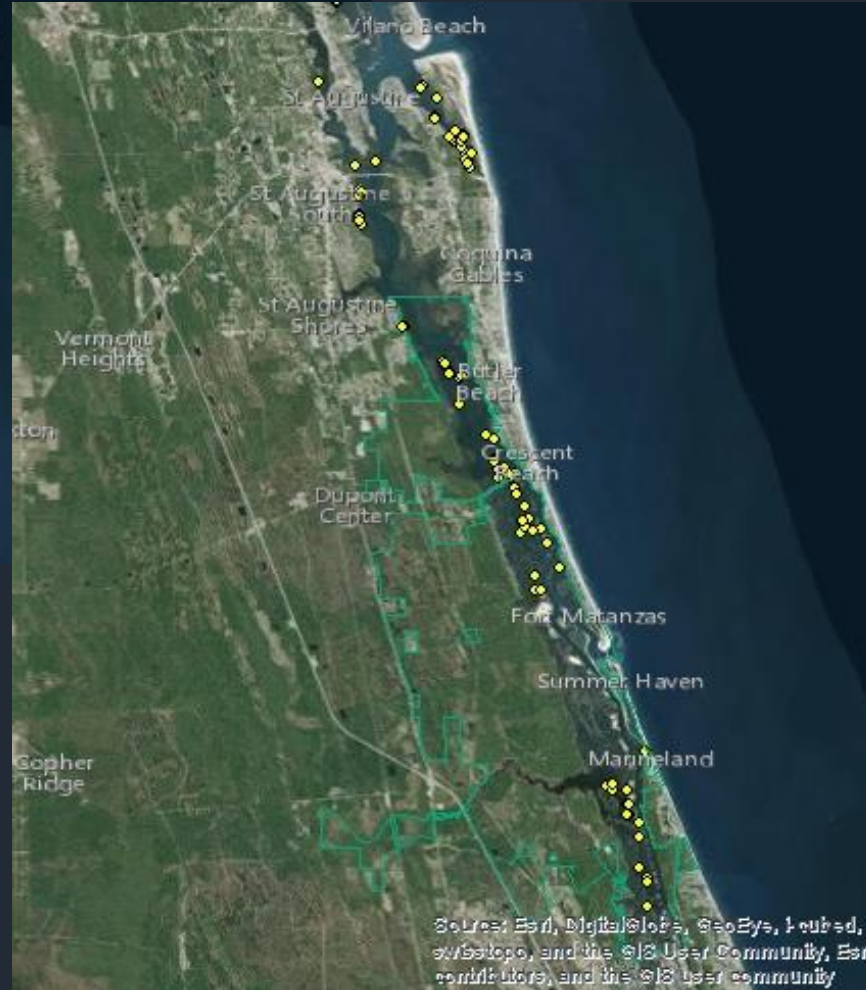 Vilano Beach
St Augustine
St Augustine
South
Coquina
Gables
St Augustine
Shores
Vermont
Heights
Butler
Beach
Crescent
Beach
Dupont
Center
Fort Matanzas
Summer Haven
Marineland
Gopher
Ridge
Source: Esri, DigitalGlobe, GeoEye, i-cubed,
swisstopo, and the GIS User Community, Esri
contributors, and the GIS user community